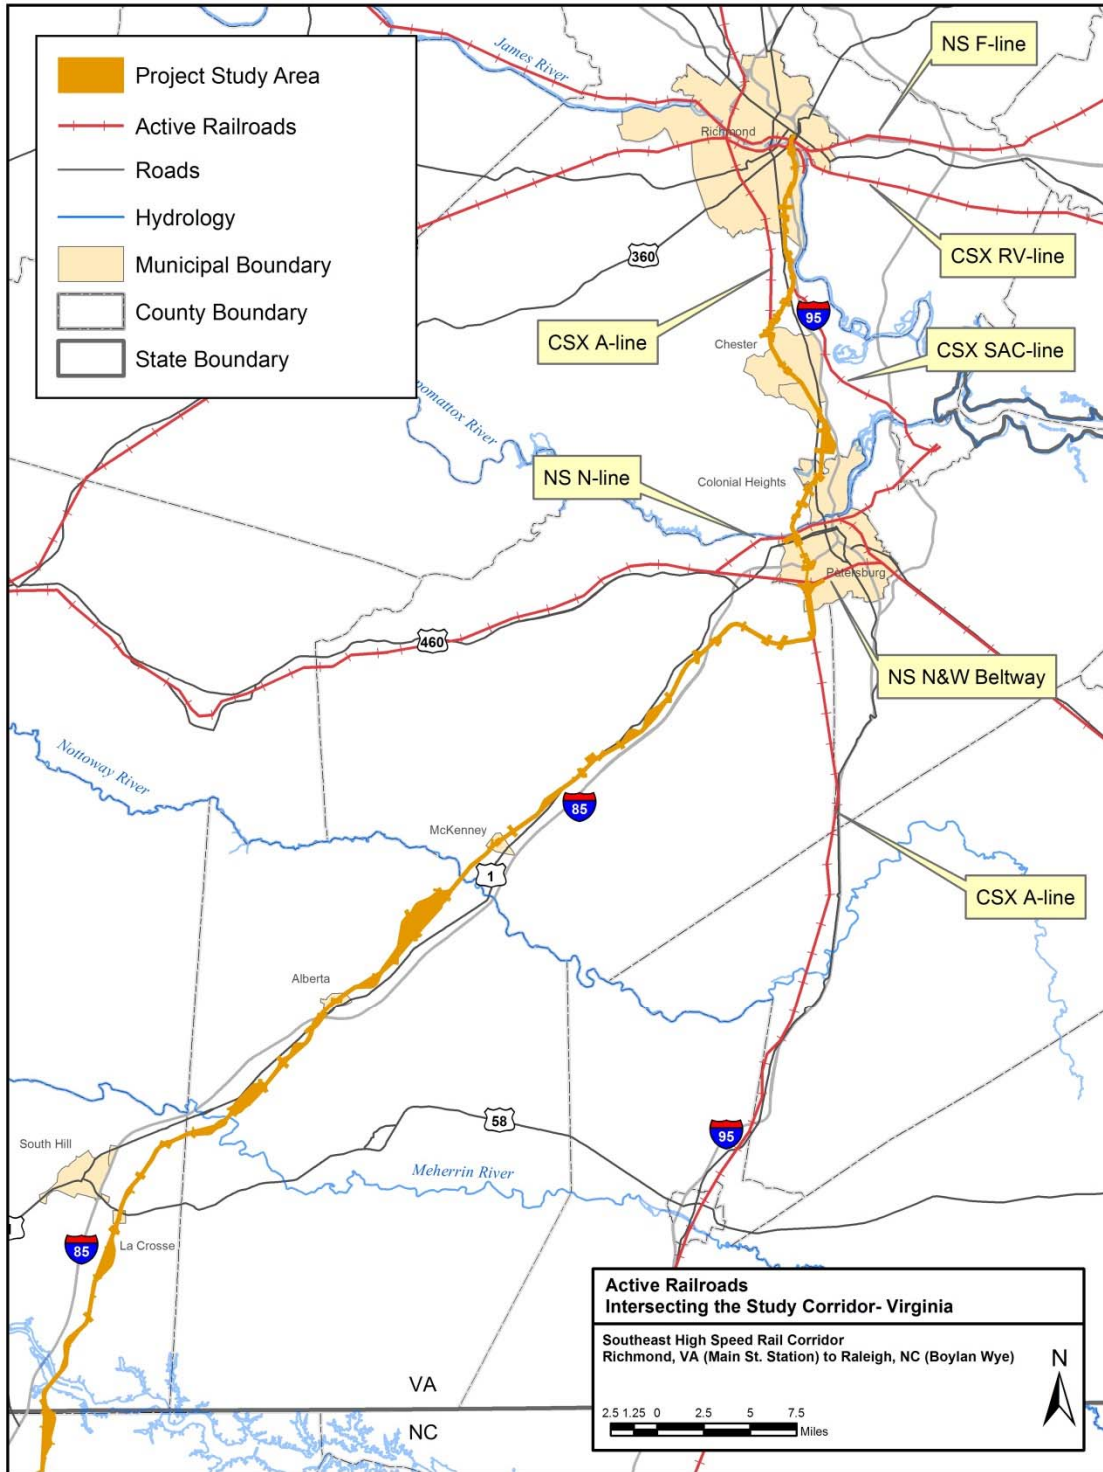 Project Study Area
Active Railroads
Roads
Hydrology
Municipal Boundary
County Boundary
State Boundary
James River
NS F-line
Richmond
360
CSX RV-line
95
CSX A-line
Chester
CSX SAC-line
pomattox River
NS N-line
Colonial Heights
Petersburg
460
NS N&W Beltway
Nottoway River
85
McKenney
1
CSX A-line
Alberta
58
95
South Hill
Meherrin River
85
La Crosse
VA
NC
Active Railroads
Intersecting the Study Corridor- Virginia
Southeast High Speed Rail Corridor
Richmond, VA (Main St. Station) to Raleigh, NC (Boylan Wye)
N
2.5 1.25 0 2.5 5 7.5
Miles